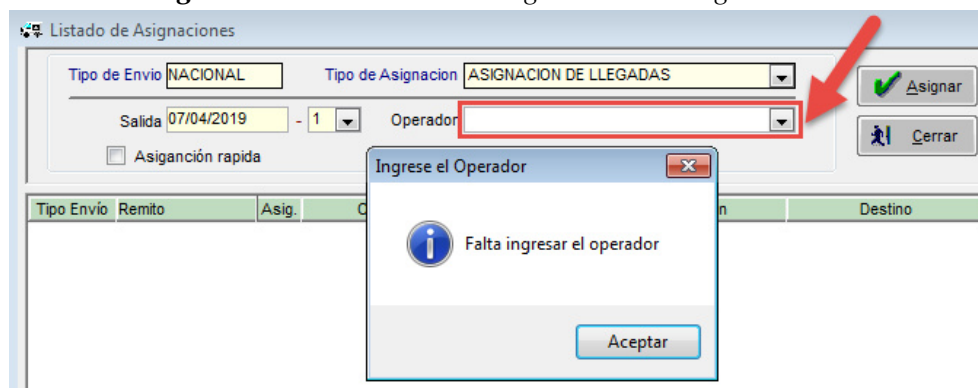 Listado de Asignaciones
Tipo de Envio NACIONAL Tipo de Asignacion ASIGNACION DE LLEGADAS
Asignar
Salida 07/04/2019 - 1 Operador
Cerrar
Asiganción rapida
Ingrese el Operador
Tipo Envío Remito Asig. Destino
Falta ingresar el operador
Aceptar